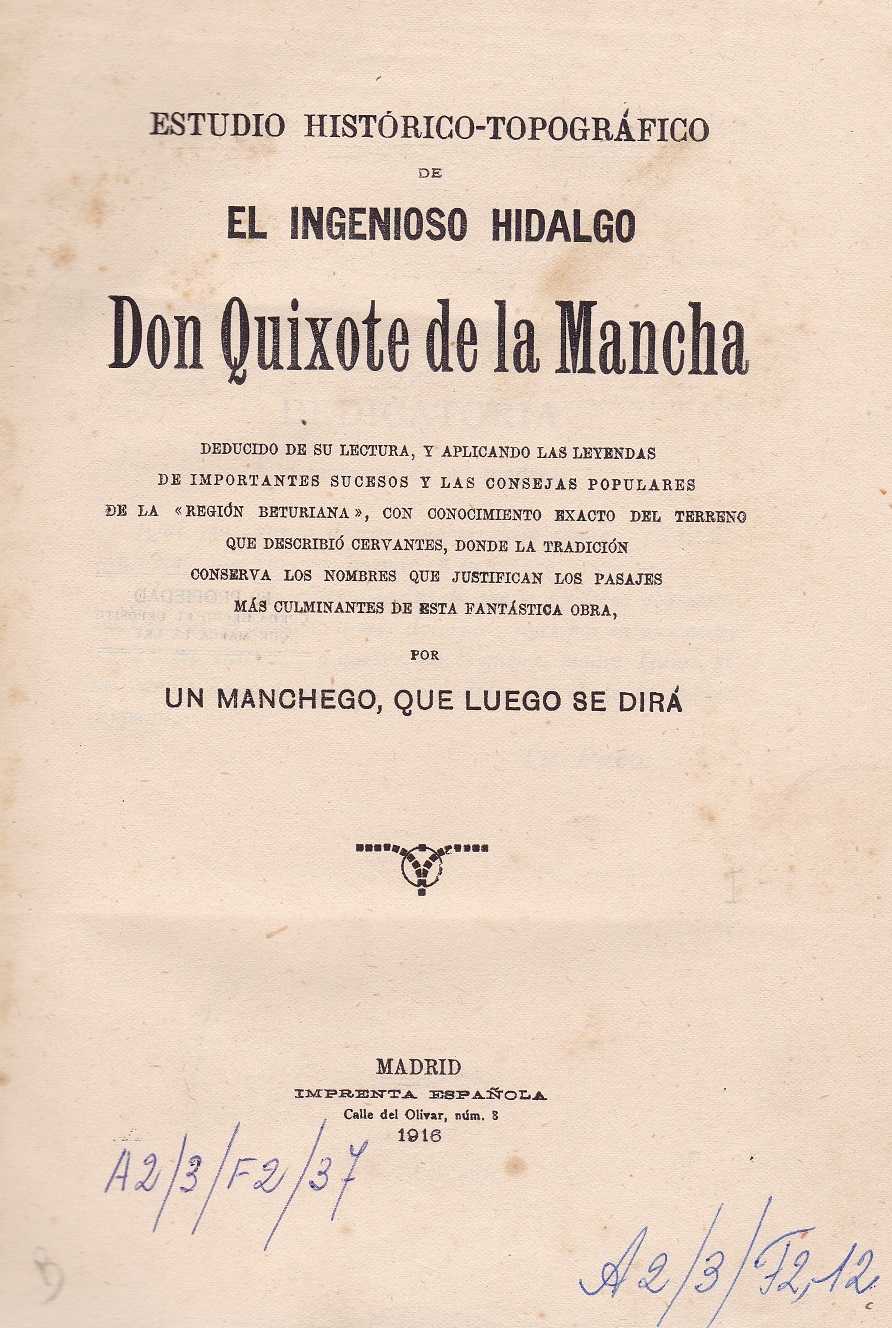 ESTUDIO HISTÓRICO-TOPOGRÁFICO
DE
EL INGENIOSO HIDALGO
Don Quixote de la Mancha
DEDUCIDO DE SU LECTURA, Y APLICANDO LAS LEYENDAS
DE IMPORTANTES SUCESOS Y LAS CONSEJAS POPULARES
DE LA «REGIÓN BETURIANA», CON CONOCIMIENTO EXACTO DEL TERRENO
QUE DESCRIBIÓ CERVANTES, DONDE LA TRADICIÓN
CONSERVA LOS NOMBRES QUE JUSTIFICAN LOS PASAJES
MÁS CULMINANTES DE ESTA FANTÁSTICA OBRA,
POR
UN MANCHEGO, QUE LUEGO SE DIRÁ
MADRID
IMPRENTA ESPAÑOLA
Calle del Olivar, núm. 8
1916
A2/3/F2/37
A2/3/F2,12